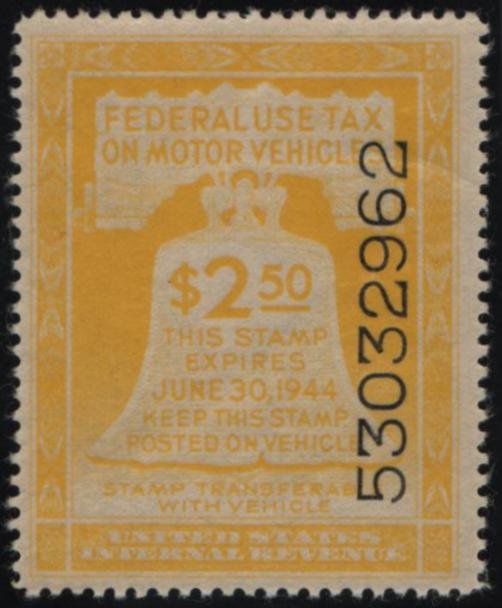 FEDERAL USE TAX
ON MOTOR VEHICLES
$2.50
THIS STAMP
EXPIRES
JUNE 30, 1944
KEEP THIS STAMP
POSTED ON VEHICLE
STAMP TRANSFERABLE
WITH VEHICLE
UNITED STATES
INTERNAL REVENUE
53032962